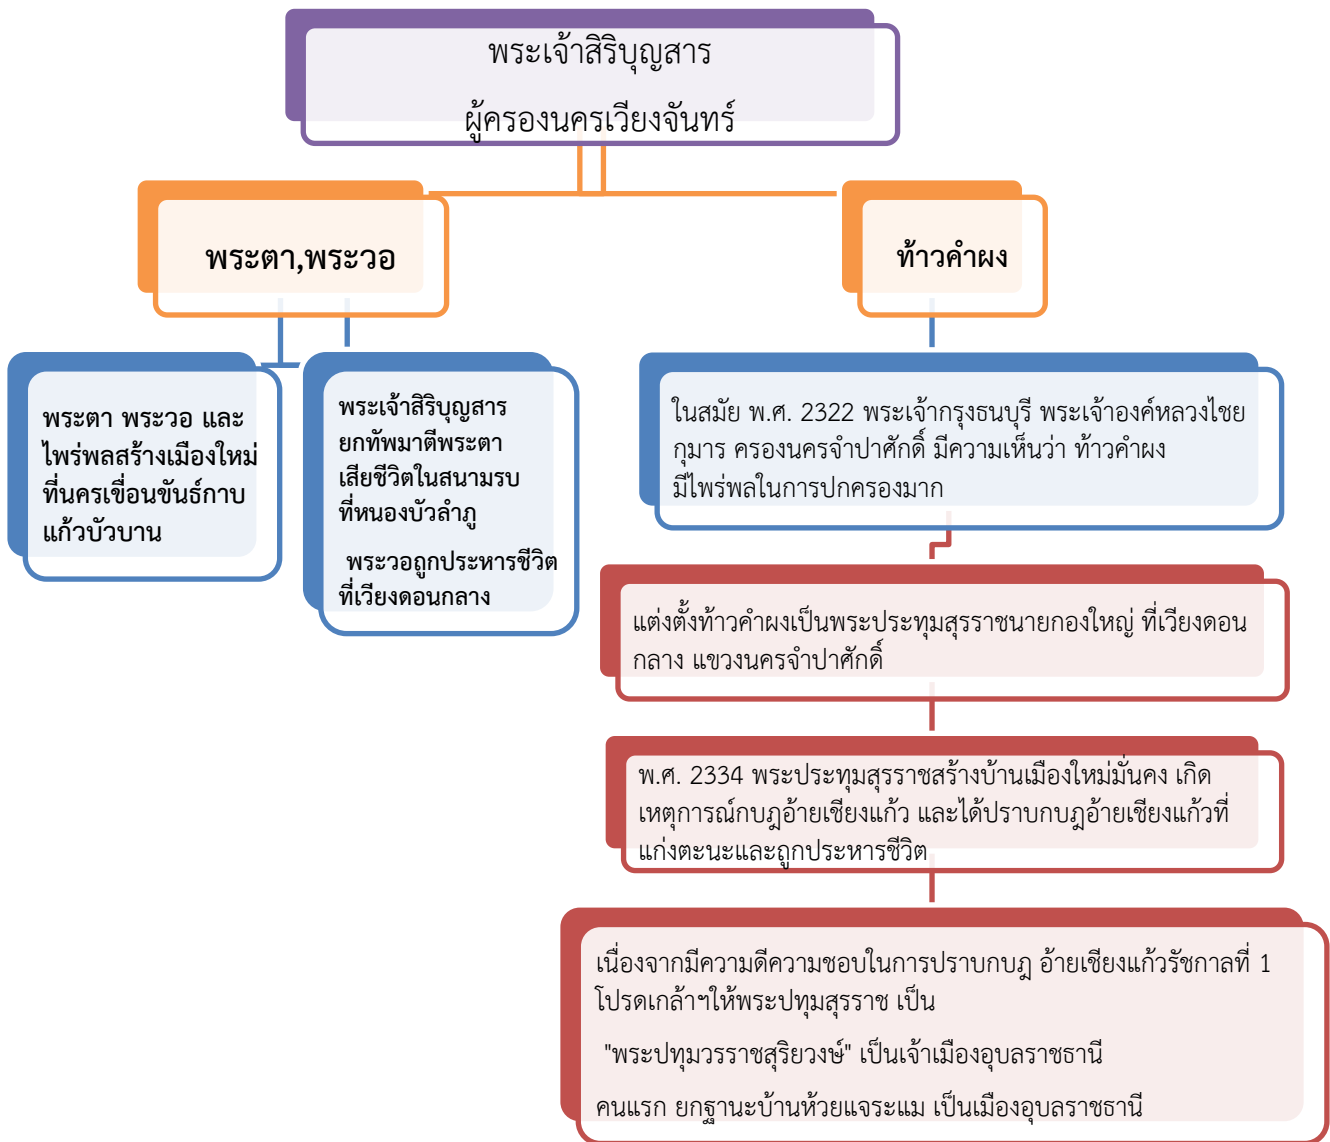 พระเจ้าสิริบุญสาร
ผู้ครองนครเวียงจันทร์
พระตา,พระวอ
ท้าวคำผง
พระตา พระวอ และ
ไพร่พลสร้างเมืองใหม่
ที่นครเขื่อนขันธ์กาบ
แก้วบัวบาน
พระเจ้าสิริบุญสาร
ยกทัพมาตีพระตา
เสียชีวิตในสนามรบ
ที่หนองบัวลำภู
พระวอถูกประหารชีวิต
ที่เวียงดอนกลาง
ในสมัย พ.ศ. 2322 พระเจ้ากรุงธนบุรี พระเจ้าองค์หลวงไชย
กุมาร ครองนครจำปาศักดิ์ มีความเห็นว่า ท้าวคำผง
มีไพร่พลในการปกครองมาก
แต่งตั้งท้าวคำผงเป็นพระประทุมสุรราชนายกองใหญ่ ที่เวียงดอน
กลาง แขวงนครจำปาศักดิ์
พ.ศ. 2334 พระประทุมสุรราชสร้างบ้านเมืองใหม่มั่นคง เกิด
เหตุการณ์กบฎอ้ายเชียงแก้ว และได้ปราบกบฎอ้ายเชียงแก้วที่
แก่งตะนะและถูกประหารชีวิต
เนื่องจากมีความดีความชอบในการปราบกบฎ อ้ายเชียงแก้วรัชกาลที่ 1
โปรดเกล้าฯให้พระปทุมสุรราช เป็น
"พระปทุมวรราชสุริยวงษ์" เป็นเจ้าเมืองอุบลราชธานี
คนแรก ยกฐานะบ้านห้วยแจระแม เป็นเมืองอุบลราชธานี